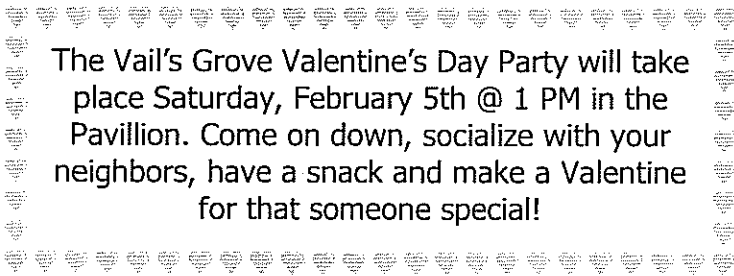 The Vail's Grove Valentine's Day Party will take
place Saturday, February 5th @ 1 PM in the
Pavillion. Come on down, socialize with your
neighbors, have a snack and make a Valentine
for that someone special!